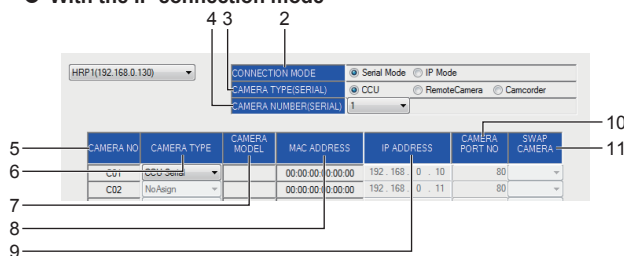 With the IP connection mode
4 3 2
HRP1(192.168.0.130)
CONNECTION MODE Serial Mode IP Mode
CAMERA TYPE(SERIAL) CCU RemoteCamera Camcorder
CAMERA NUMBER(SERIAL) 1
10
5 CAMERA NO CAMERA TYPE CAMERA MODEL MAC ADDRESS IP ADDRESS CAMERA PORT NO SWAP CAMERA 11
6 C01 CCU Serial 00:00:00:00:00:00 192 . 168 . 0 . 10 80
C02 NoAsign 00:00:00:00:00:00 192 . 168 . 0 . 11 80
7
8
9